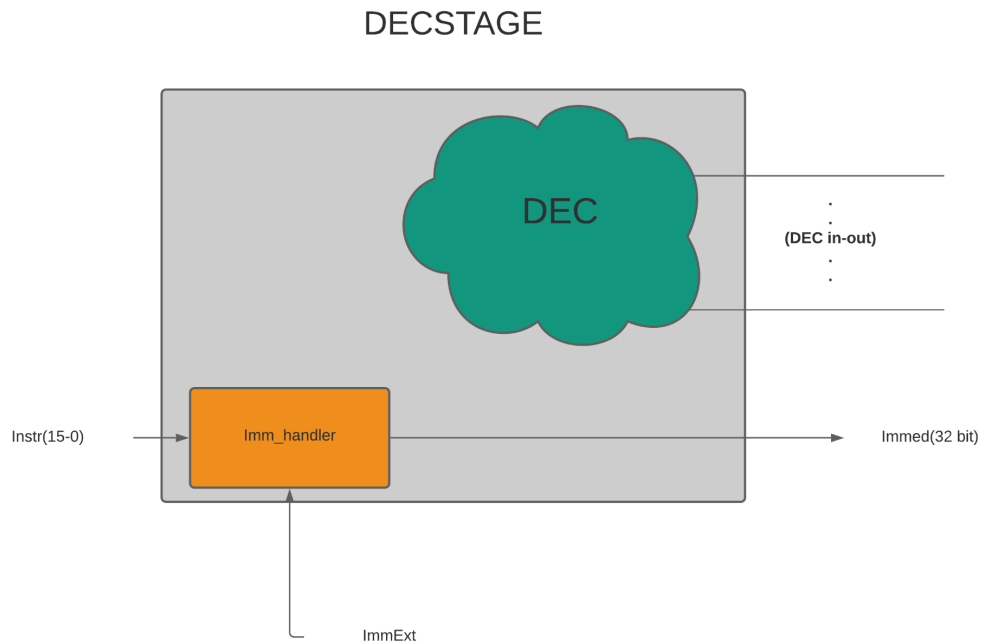 DECSTAGE
DEC
.
.
(DEC in-out)
.
.
Instr(15-0)
Imm_handler
Immed(32 bit)
ImmExt